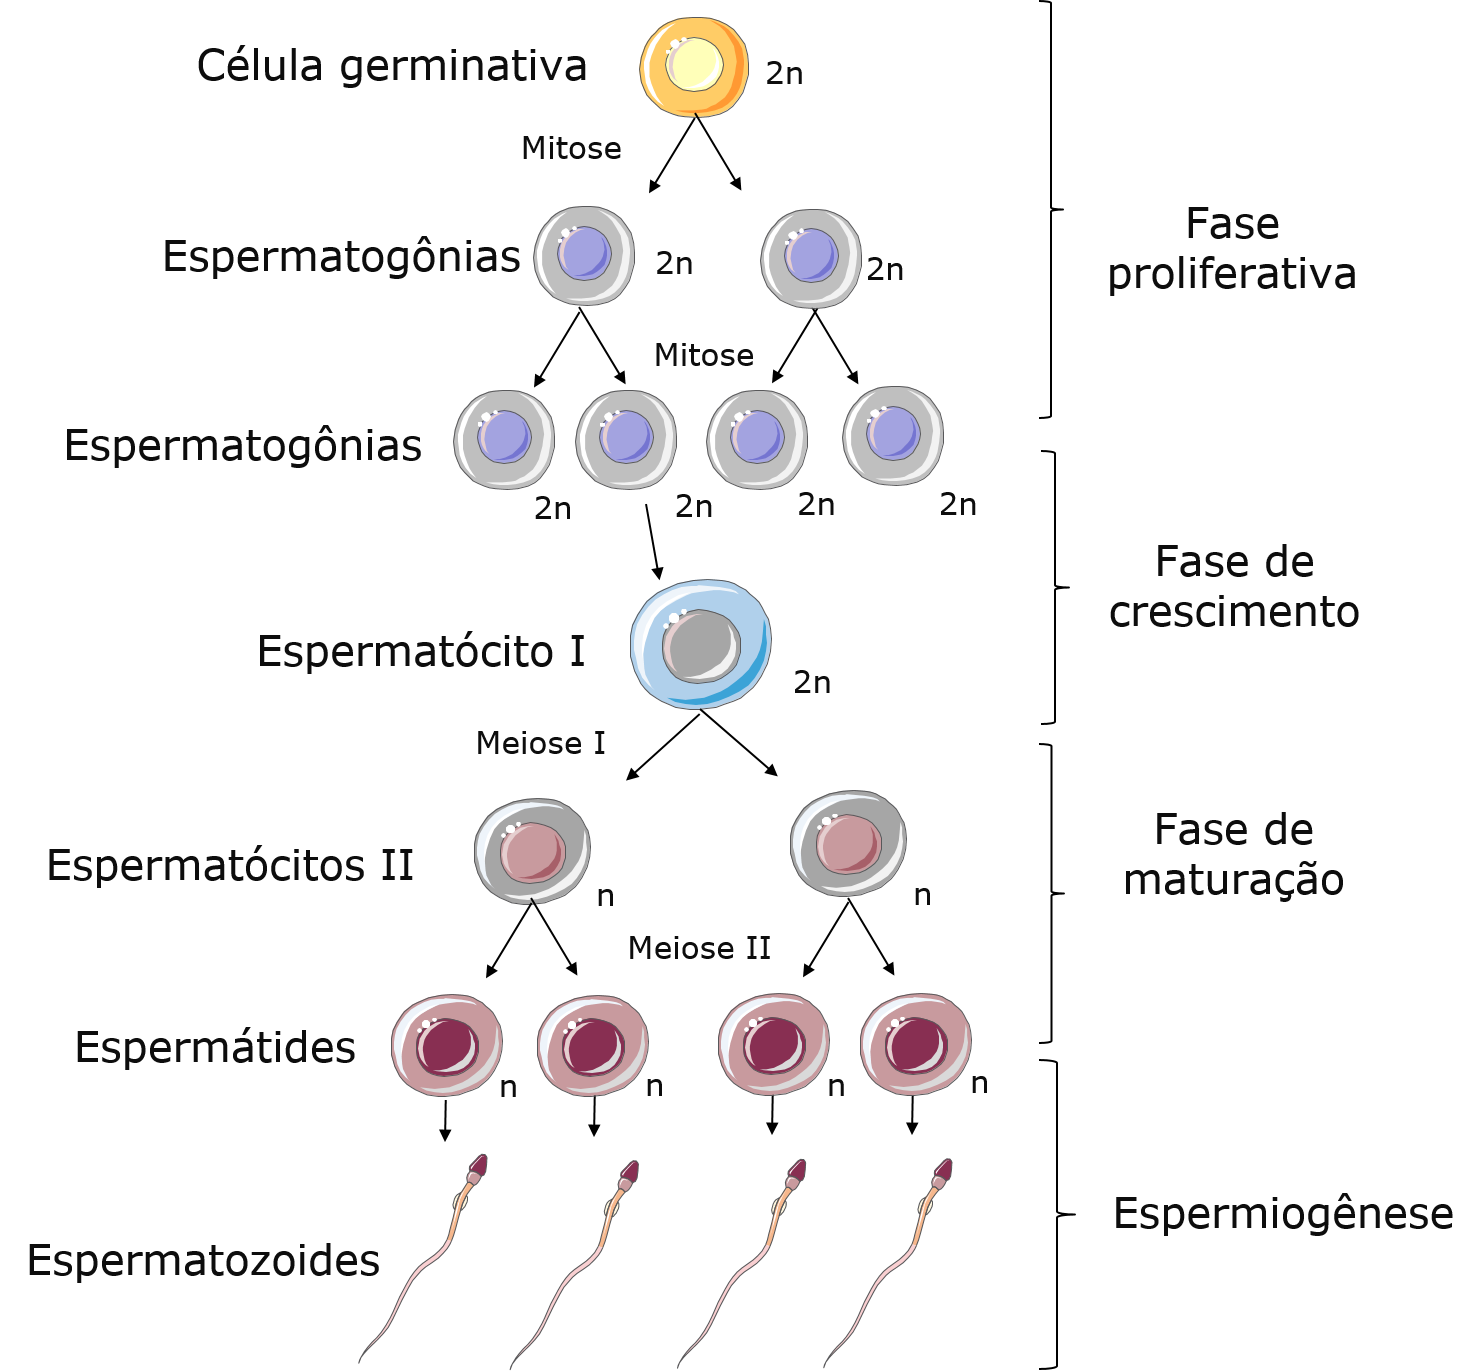 Célula germinativa
2n
Mitose
Espermatogônias
2n
2n
Fase
proliferativa
Mitose
Espermatogônias
2n
2n
2n
2n
Fase de
crescimento
Espermatócito I
2n
Meiose I
Espermatócitos II
n
n
Fase de
maturação
Meiose II
Espermátides
n
n
n
n
Espermatozoides
Espermiogênese